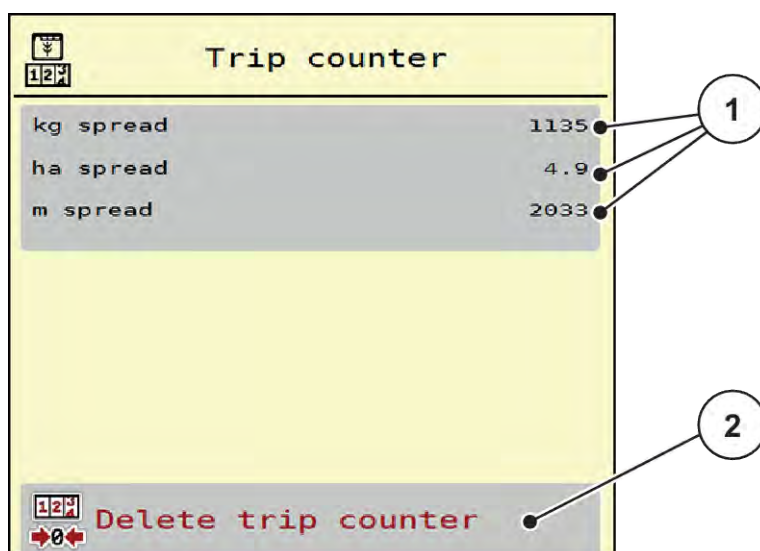 Trip counter
kg spread 1135
ha spread 4.9
m spread 2033
1
2
Delete trip counter